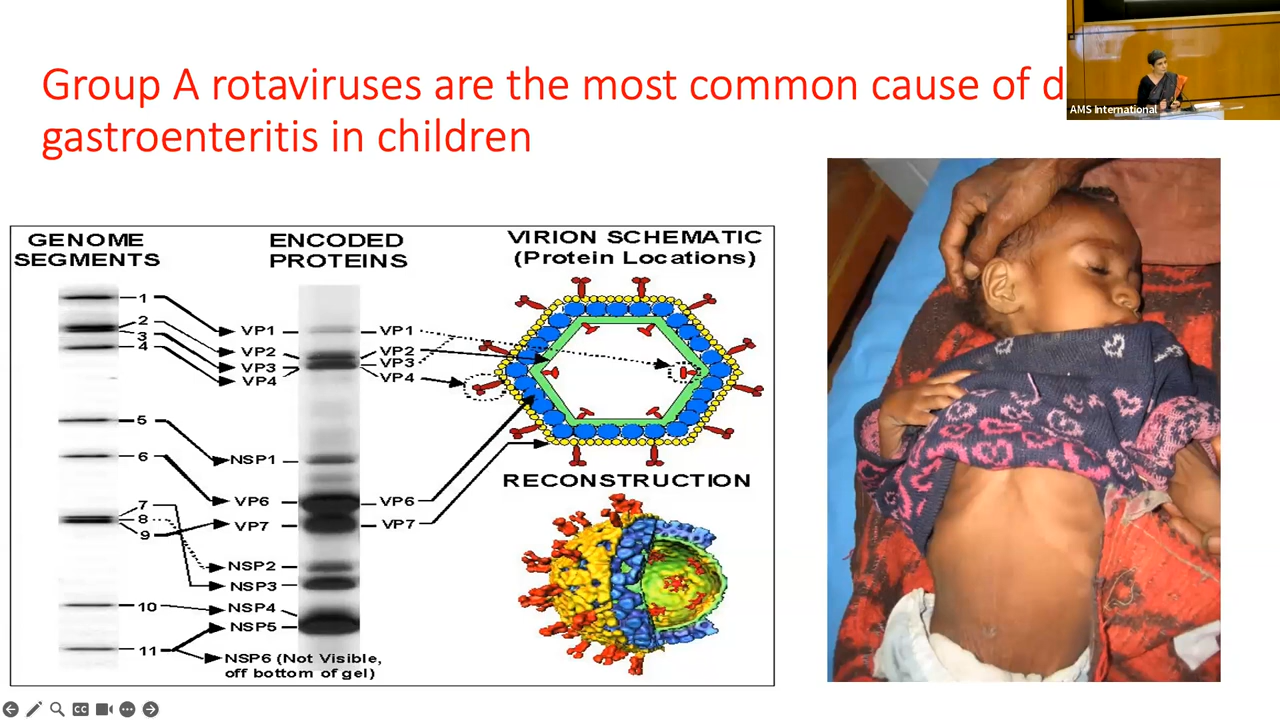 Group A rotaviruses are the most common cause of
gastroenteritis in children
AMS International
GENOME
SEGMENTS
ENCODED
PROTEINS
VIRION SCHEMATIC
(Protein Locations)
1
2
3
4
5
6
7
8
9
10
11
VP1
VP2
VP3
VP4
NSP1
VP6
VP7
NSP2
NSP3
NSP4
NSP5
NSP6 (Not Visible,
off bottom of gel)
VP1
VP2
VP3
VP4
VP6
VP7
RECONSTRUCTION
CC